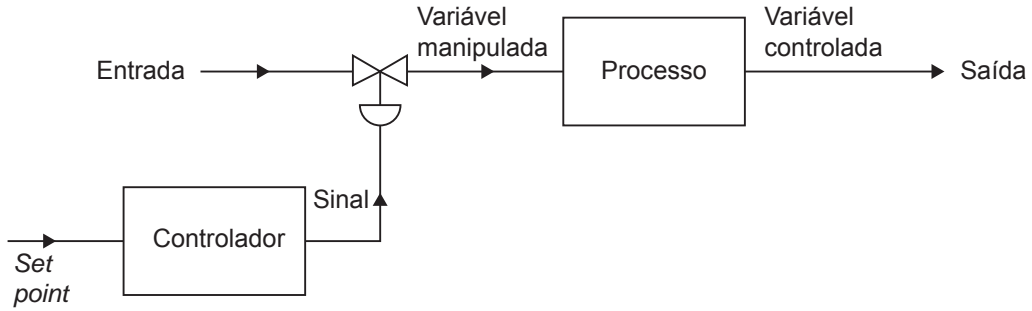 Variável
manipulada
Variável
controlada
Entrada
Processo
Saída
Sinal
Controlador
Set
point